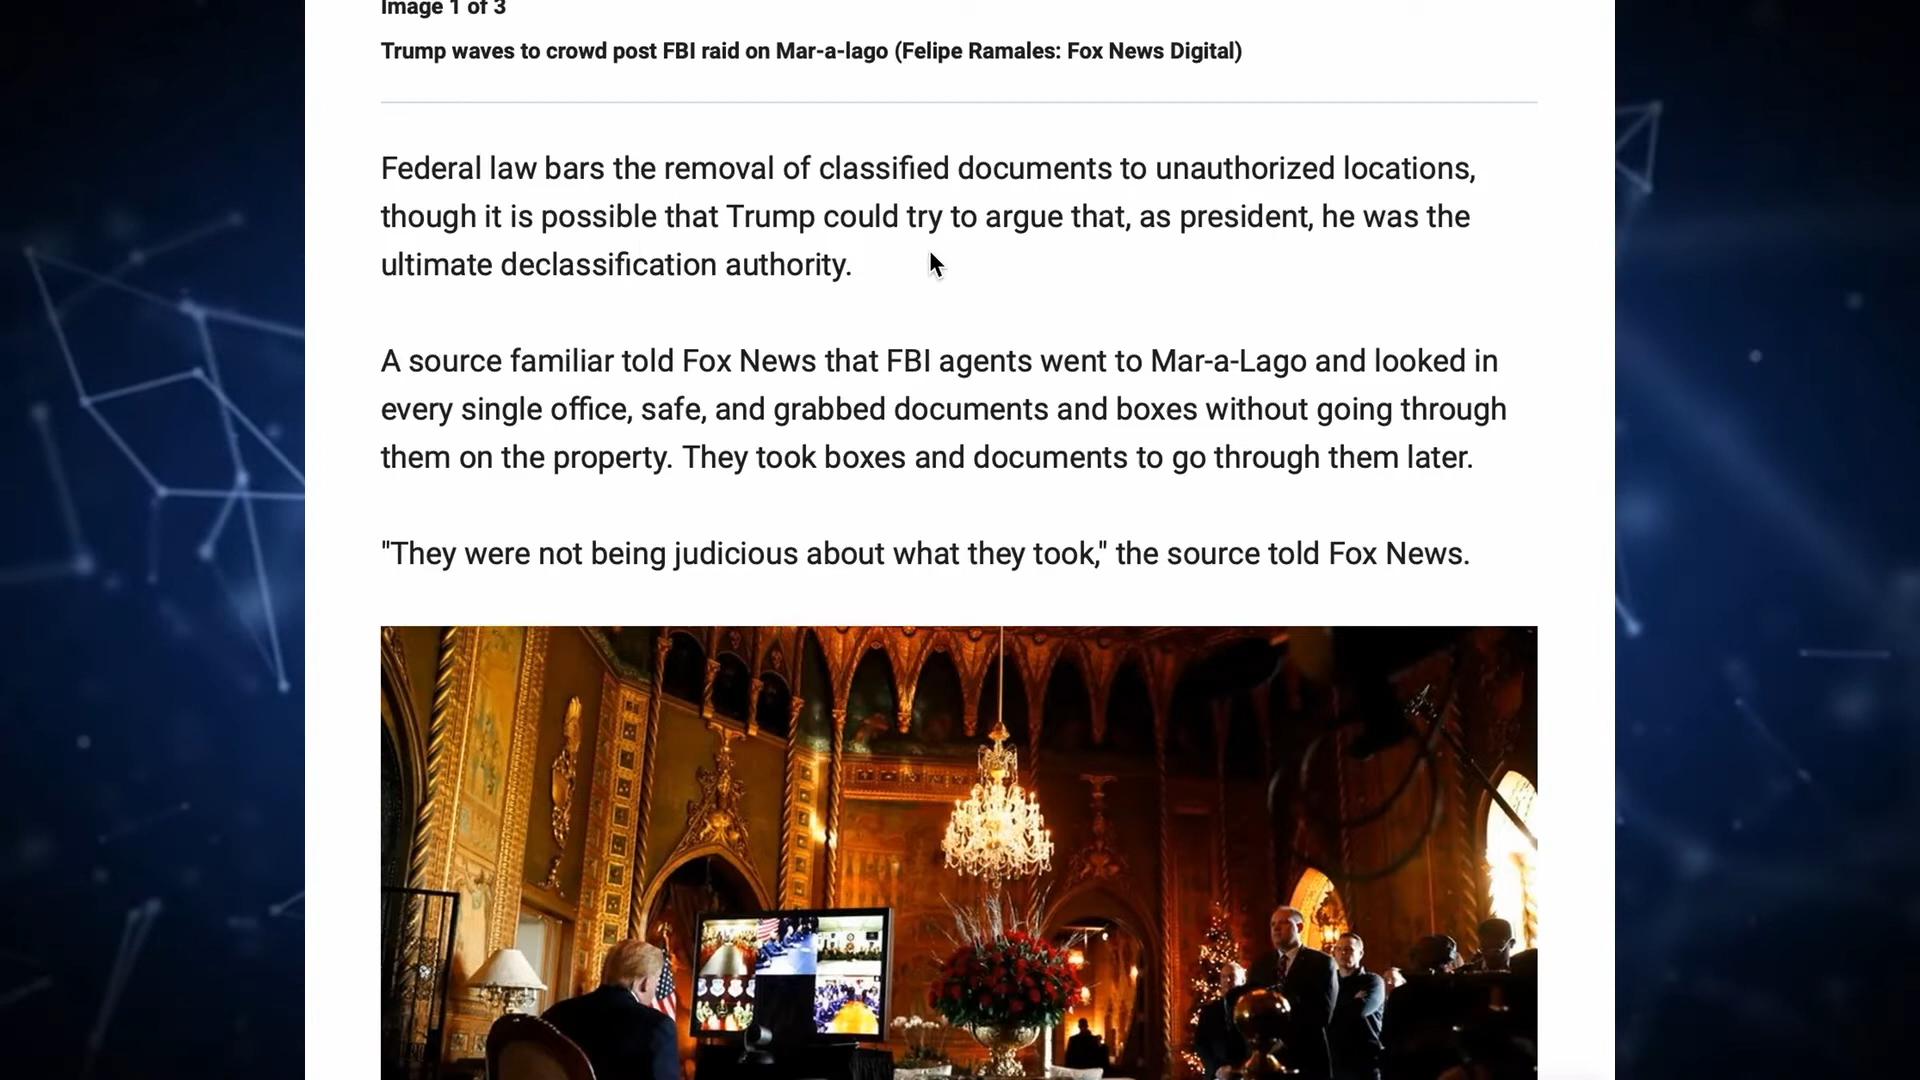 Image 1 of 3
Trump waves to crowd post FBI raid on Mar-a-lago (Felipe Ramales: Fox News Digital)
Federal law bars the removal of classified documents to unauthorized locations,
though it is possible that Trump could try to argue that, as president, he was the
ultimate declassification authority.
A source familiar told Fox News that FBI agents went to Mar-a-Lago and looked in
every single office, safe, and grabbed documents and boxes without going through
them on the property. They took boxes and documents to go through them later.
"They were not being judicious about what they took," the source told Fox News.